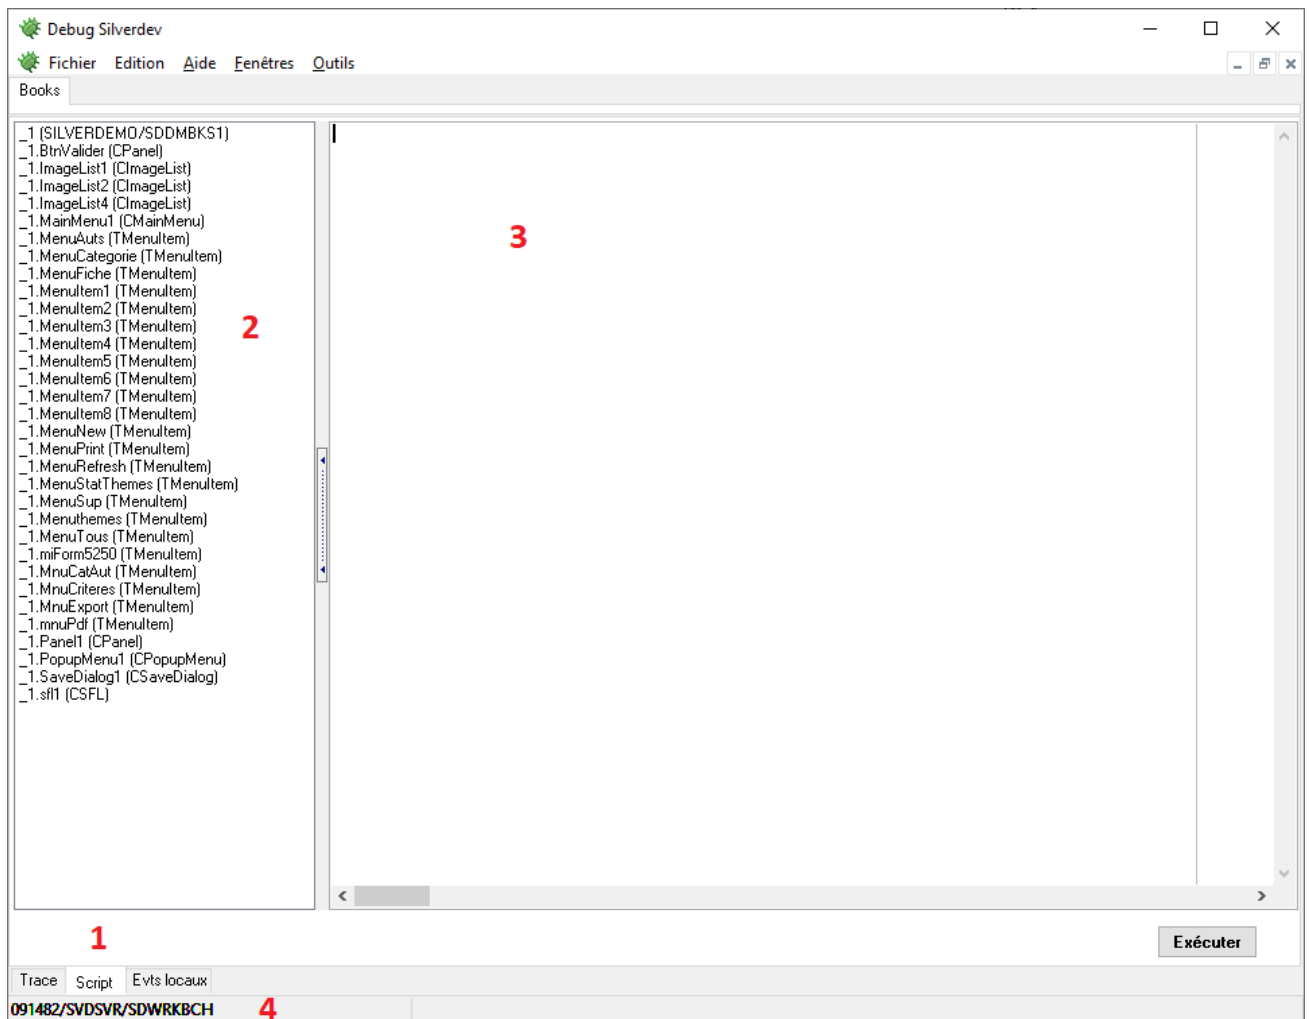 Debug Silverdev
Fichier Edition Aide Fenêtres Outils
Books
_1 (SILVERDEMO/SDDMBKS1)
_1.BtnValider (CPanel)
_1.ImageList1 (CImageList)
_1.ImageList2 (CImageList)
_1.ImageList4 (CImageList)
_1.MainMenu1 (CMainMenu)
_1.MenuAuts (TMenuItem)
_1.MenuCategorie (TMenuItem)
_1.MenuFiche (TMenuItem)
_1.MenuItem1 (TMenuItem)
_1.MenuItem2 (TMenuItem)
_1.MenuItem3 (TMenuItem)
_1.MenuItem4 (TMenuItem)
_1.MenuItem5 (TMenuItem)
_1.MenuItem6 (TMenuItem)
_1.MenuItem7 (TMenuItem)
_1.MenuItem8 (TMenuItem)
_1.MenuNew (TMenuItem)
_1.MenuPrint (TMenuItem)
_1.MenuRefresh (TMenuItem)
_1.MenuStatThemes (TMenuItem)
_1.MenuSup (TMenuItem)
_1.Menuthemes (TMenuItem)
_1.MenuTous (TMenuItem)
_1.miForm5250 (TMenuItem)
_1.MnuCatAut (TMenuItem)
_1.MnuCriteres (TMenuItem)
_1.MnuExport (TMenuItem)
_1.mnuPdf (TMenuItem)
_1.Panel1 (CPanel)
_1.PopupMenu1 (CPopupMenu)
_1.SaveDialog1 (CSaveDialog)
_1.sfl1 (CSFL)
2
3
1
Exécuter
Trace Script Evts locaux
091482/SVDSVR/SDWRKBCH 4